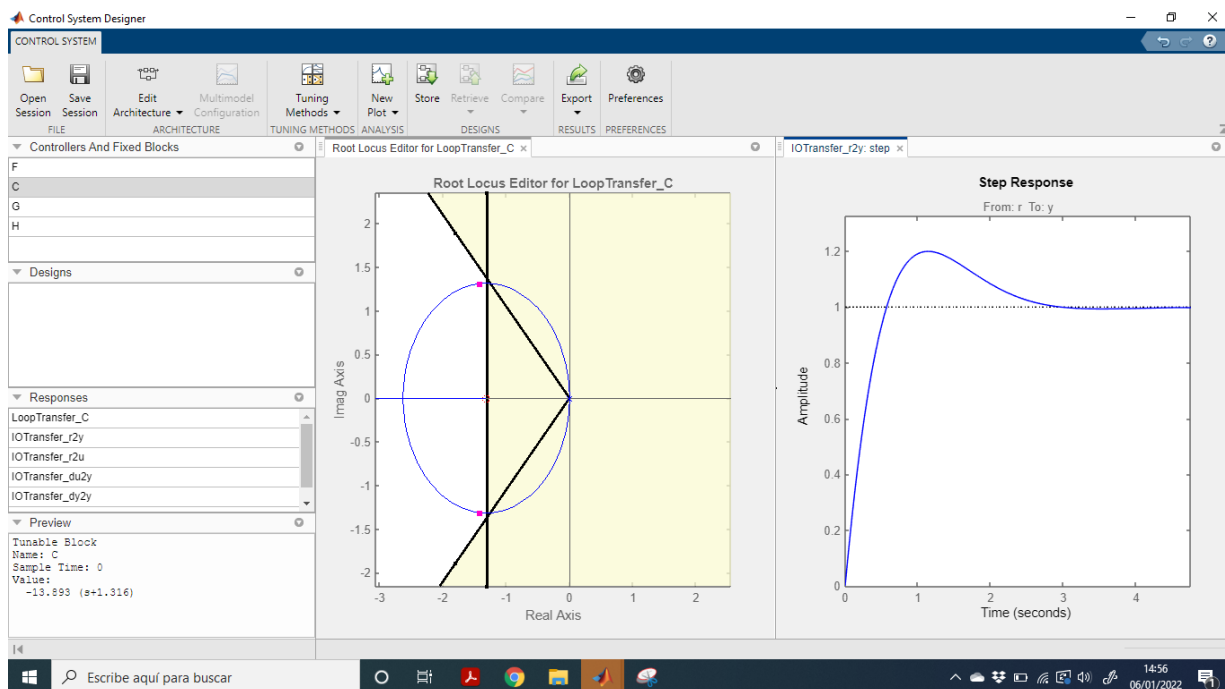 Control System Designer
CONTROL SYSTEM
Open Session
Save Session
Edit Architecture
Multimodel Configuration
Tuning Methods
New Plot
Store
Retrieve
Compare
Export
Preferences
FILE
ARCHITECTURE
TUNING METHODS
ANALYSIS
DESIGNS
RESULTS
PREFERENCES
Controllers And Fixed Blocks
F
C
G
H
Designs
Responses
LoopTransfer_C
IOTransfer_r2y
IOTransfer_r2u
IOTransfer_du2y
IOTransfer_dy2y
Preview
Tunable Block
Name: C
Sample Time: 0
Value:
-13.893 (s+1.316)
Root Locus Editor for LoopTransfer_C
Root Locus Editor for LoopTransfer_C
2
1.5
1
0.5
0
-0.5
-1
-1.5
-2
Imag Axis
-3 -2 -1 0 1 2
Real Axis
IOTransfer_r2y: step
Step Response
From: r To: y
1.2
1
0.8
0.6
0.4
0.2
0
Amplitude
0 1 2 3 4
Time (seconds)
Escribe aquí para buscar
14:56
06/01/2022
1